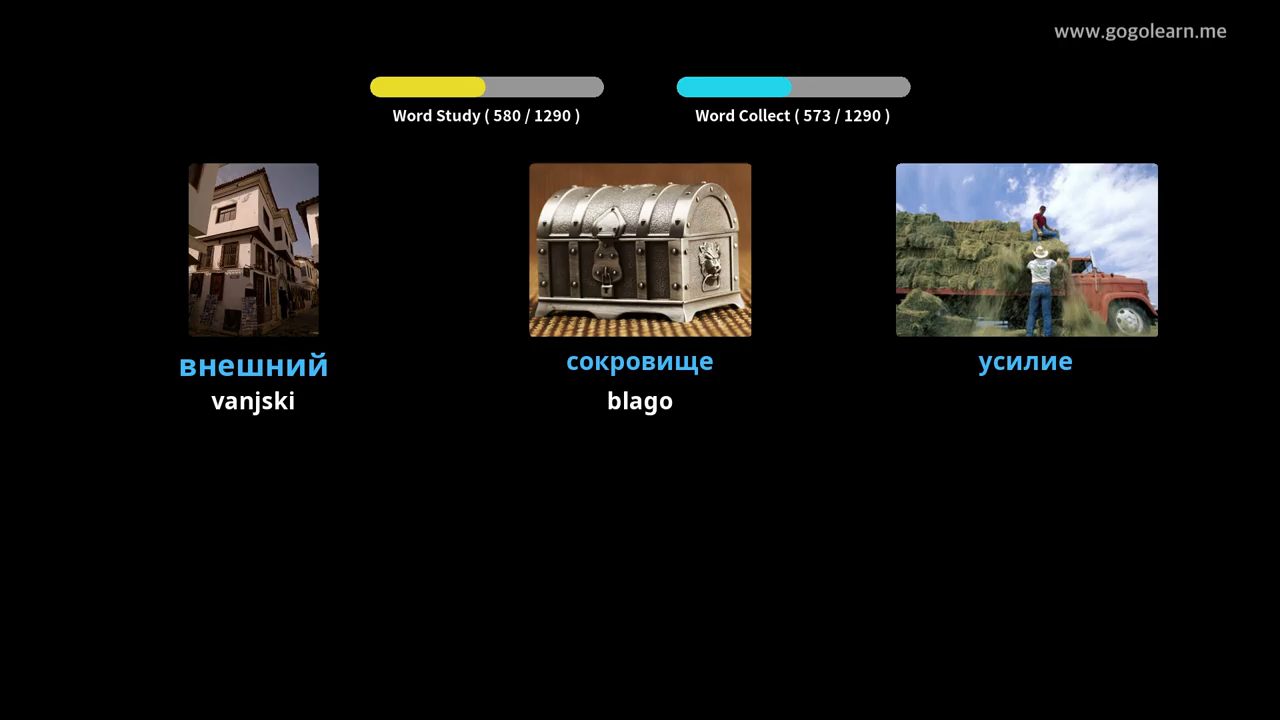 www.gogolearn.me
Word Study ( 580 / 1290 )
Word Collect ( 573 / 1290 )
внешний
vanjski
сокровище
blago
усилие